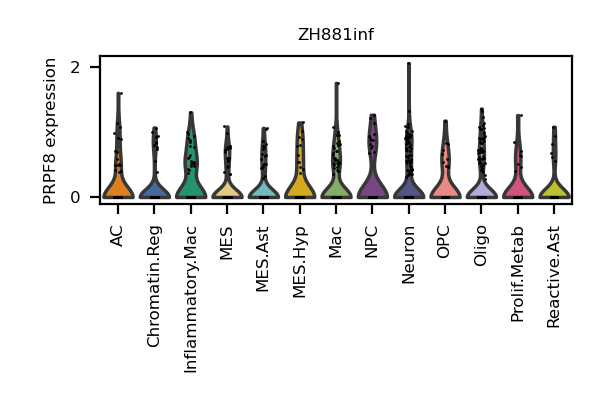 ZH881inf
PRPF8 expression
2
0
AC
Chromatin.Reg
Inflammatory.Mac
MES
MES.Ast
MES.Hyp
Mac
NPC
Neuron
OPC
Oligo
Prolif.Metab
Reactive.Ast